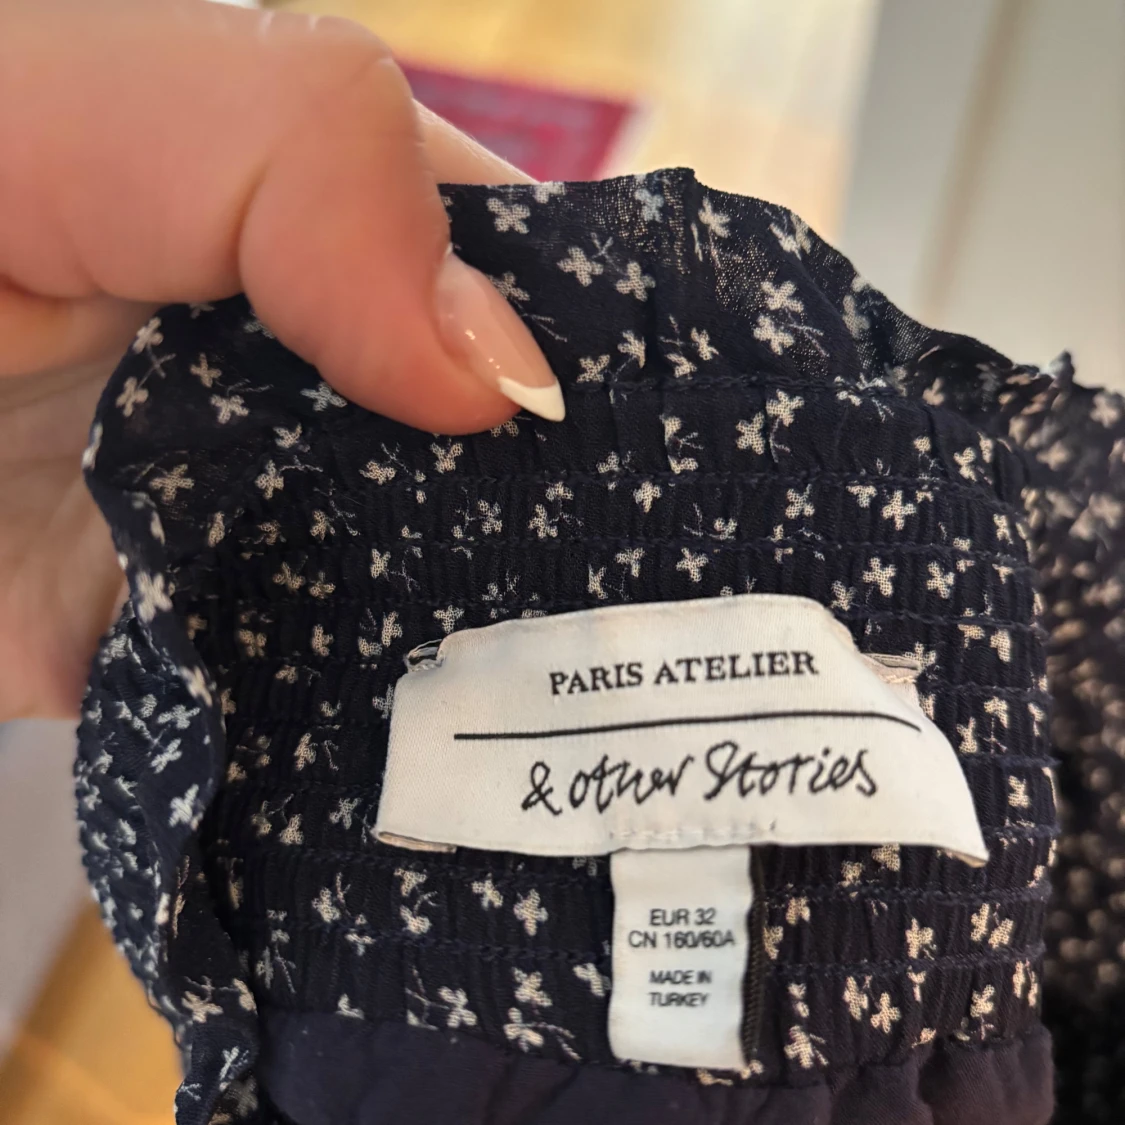 PARIS ATELIER
& other Stories
EUR 32
CN 160/60A
MADE IN
TURKEY